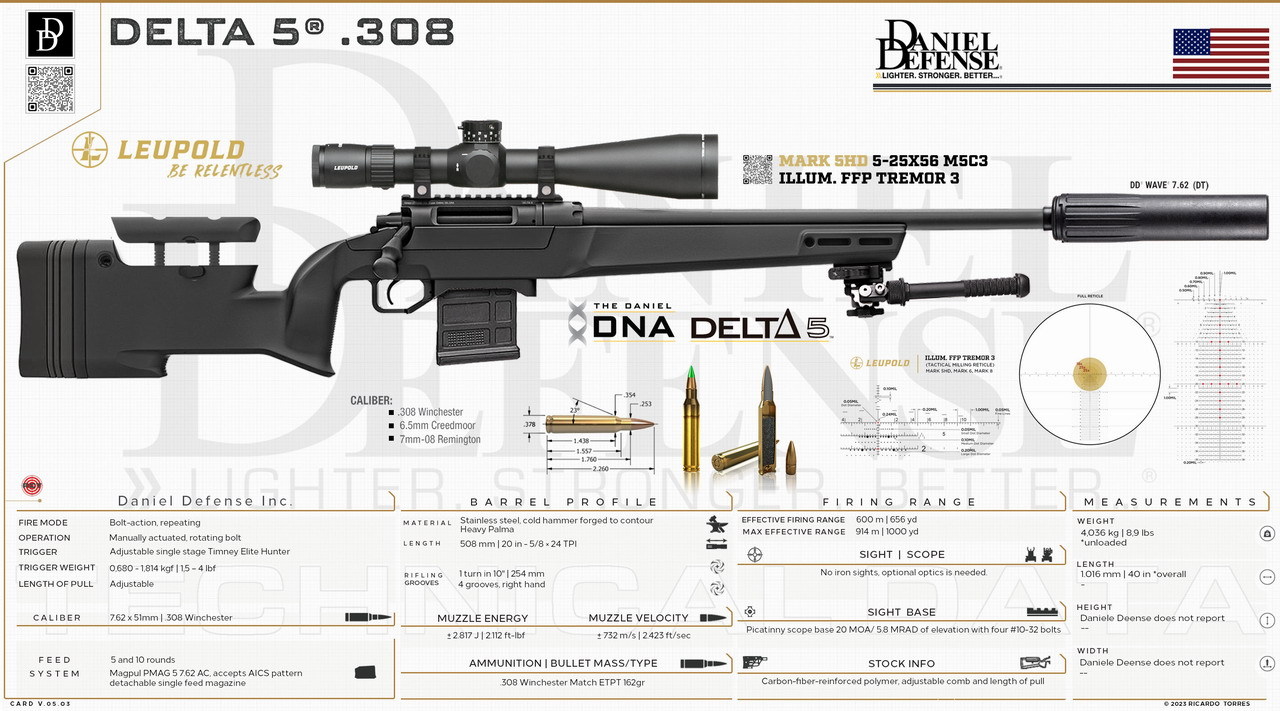 DELTA 5® .308
DANIEL DEFENSE®
LIGHTER. STRONGER. BETTER...®
LEUPOLD
BE RELENTLESS
LEUPOLD
MARK 5HD 5-25X56 M5C3
ILLUM. FFP TREMOR 3
DD WAVE 7.62 (DT)
THE DANIEL
DNA DELTA 5
FULL RETICLE
LEUPOLD
ILLUM. FFP TREMOR 3
(TACTICAL MILLING RETICLE)
MARK 5HD, MARK 6, MARK 8
CALIBER:
.308 Winchester
6.5mm Creedmoor
7mm-08 Remington
.354
.253
23°
.378
1.438
1.557
1.760
2.260
DANIEL
DEFENSE®
LIGHTER. STRONGER. BETTER. ®
TECHNICAL DATA
Daniel Defense Inc.
FIRE MODE Bolt-action, repeating
OPERATION Manually actuated, rotating bolt
TRIGGER Adjustable single stage Timney Elite Hunter
TRIGGER WEIGHT 0.680 - 1.814 kgf | 1,5 – 4 lbf
LENGTH OF PULL Adjustable
CALIBER 7.62 x 51mm | .308 Winchester
FEED SYSTEM 5 and 10 rounds
Magpul PMAG 5 7.62 AC, accepts AICS pattern
detachable single feed magazine
BARREL PROFILE
MATERIAL Stainless steel, cold hammer forged to contour
Heavy Palma
LENGTH 508 mm | 20 in - 5/8 × 24 TPI
RIFLING 1 turn in 10" | 254 mm
GROOVES 4 grooves, right hand
MUZZLE ENERGY
± 2.817 J | 2.112 ft-lbf
MUZZLE VELOCITY
± 732 m/s | 2.423 ft/sec
AMMUNITION | BULLET MASS/TYPE
.308 Winchester Match ETPT 162gr
FIRING RANGE
EFFECTIVE FIRING RANGE 600 m | 656 yd
MAX EFFECTIVE RANGE 914 m | 1000 yd
SIGHT | SCOPE
No iron sights, optional optics is needed.
SIGHT BASE
Picatinny scope base 20 MOA/ 5.8 MRAD of elevation with four #10-32 bolts
STOCK INFO
Carbon-fiber-reinforced polymer, adjustable comb and length of pull
MEASUREMENTS
WEIGHT
4,036 kg | 8,9 lbs
*unloaded
LENGTH
1.016 mm | 40 in *overall
-
HEIGHT
Daniele Deense does not report
--
WIDTH
Daniele Deense does not report
--
CARD V.05.03
© 2023 RICARDO TORRES